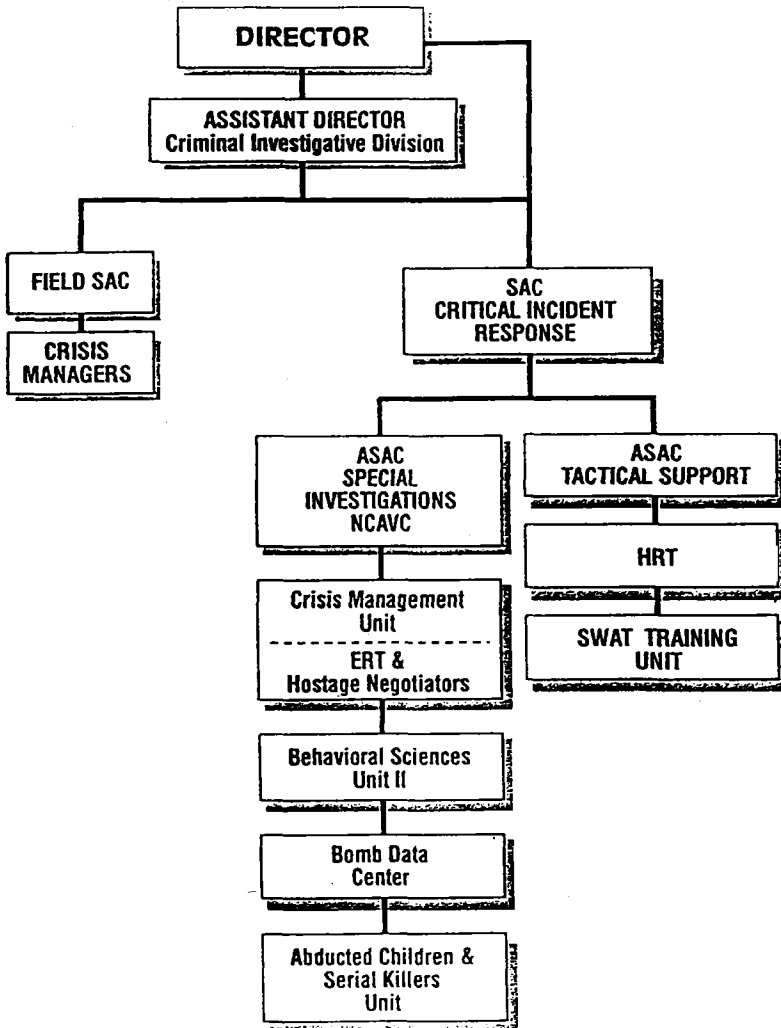 DIRECTOR
ASSISTANT DIRECTOR
Criminal Investigative Division
FIELD SAC
CRISIS
MANAGERS
SAC
CRITICAL INCIDENT
RESPONSE
ASAC
SPECIAL
INVESTIGATIONS
NCAVC
Crisis Management
Unit
ERT &
Hostage Negotiators
Behavioral Sciences
Unit II
Bomb Data
Center
Abducted Children &
Serial Killers
Unit
ASAC
TACTICAL SUPPORT
HRT
SWAT TRAINING
UNIT